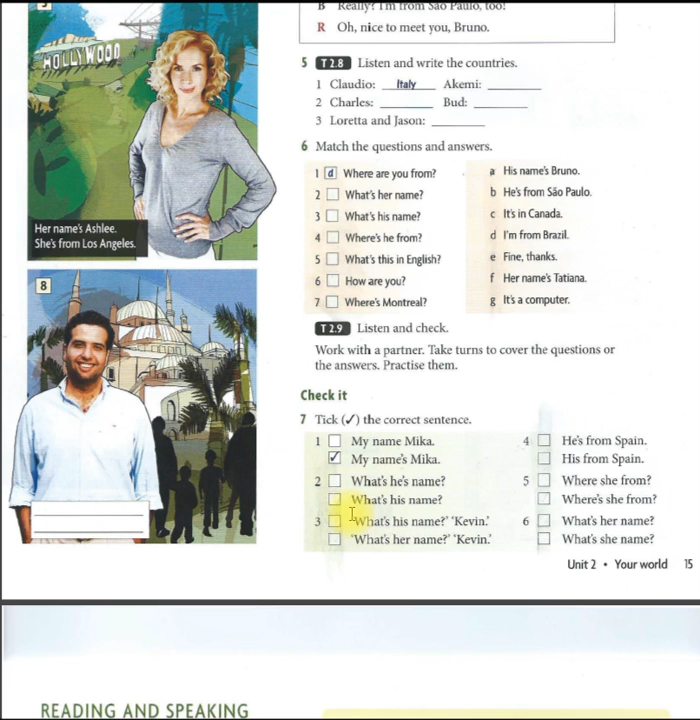 B Really? I'm from São Paulo, too!
R Oh, nice to meet you, Bruno.
HOLLYWOOD
Her name's Ashlee.
She's from Los Angeles.
8
5 T 2.8 Listen and write the countries.
1 Claudio: Italy Akemi:
2 Charles: Bud:
3 Loretta and Jason:
6 Match the questions and answers.
1 d Where are you from? a His name's Bruno.
2 What's her name? b He's from São Paulo.
3 What's his name? c It's in Canada.
4 Where's he from? d I'm from Brazil.
5 What's this in English? e Fine, thanks.
6 How are you? f Her name's Tatiana.
7 Where's Montreal? g It's a computer.
T 2.9 Listen and check.
Work with a partner. Take turns to cover the questions or
the answers. Practise them.
Check it
7 Tick (✓) the correct sentence.
1 My name Mika. 4 He's from Spain.
✓ My name's Mika. His from Spain.
2 What's he's name? 5 Where she from?
What's his name? Where's she from?
3 'What's his name?' 'Kevin.' 6 What's her name?
'What's her name?' 'Kevin.' What's she name?
Unit 2 • Your world 15
READING AND SPEAKING